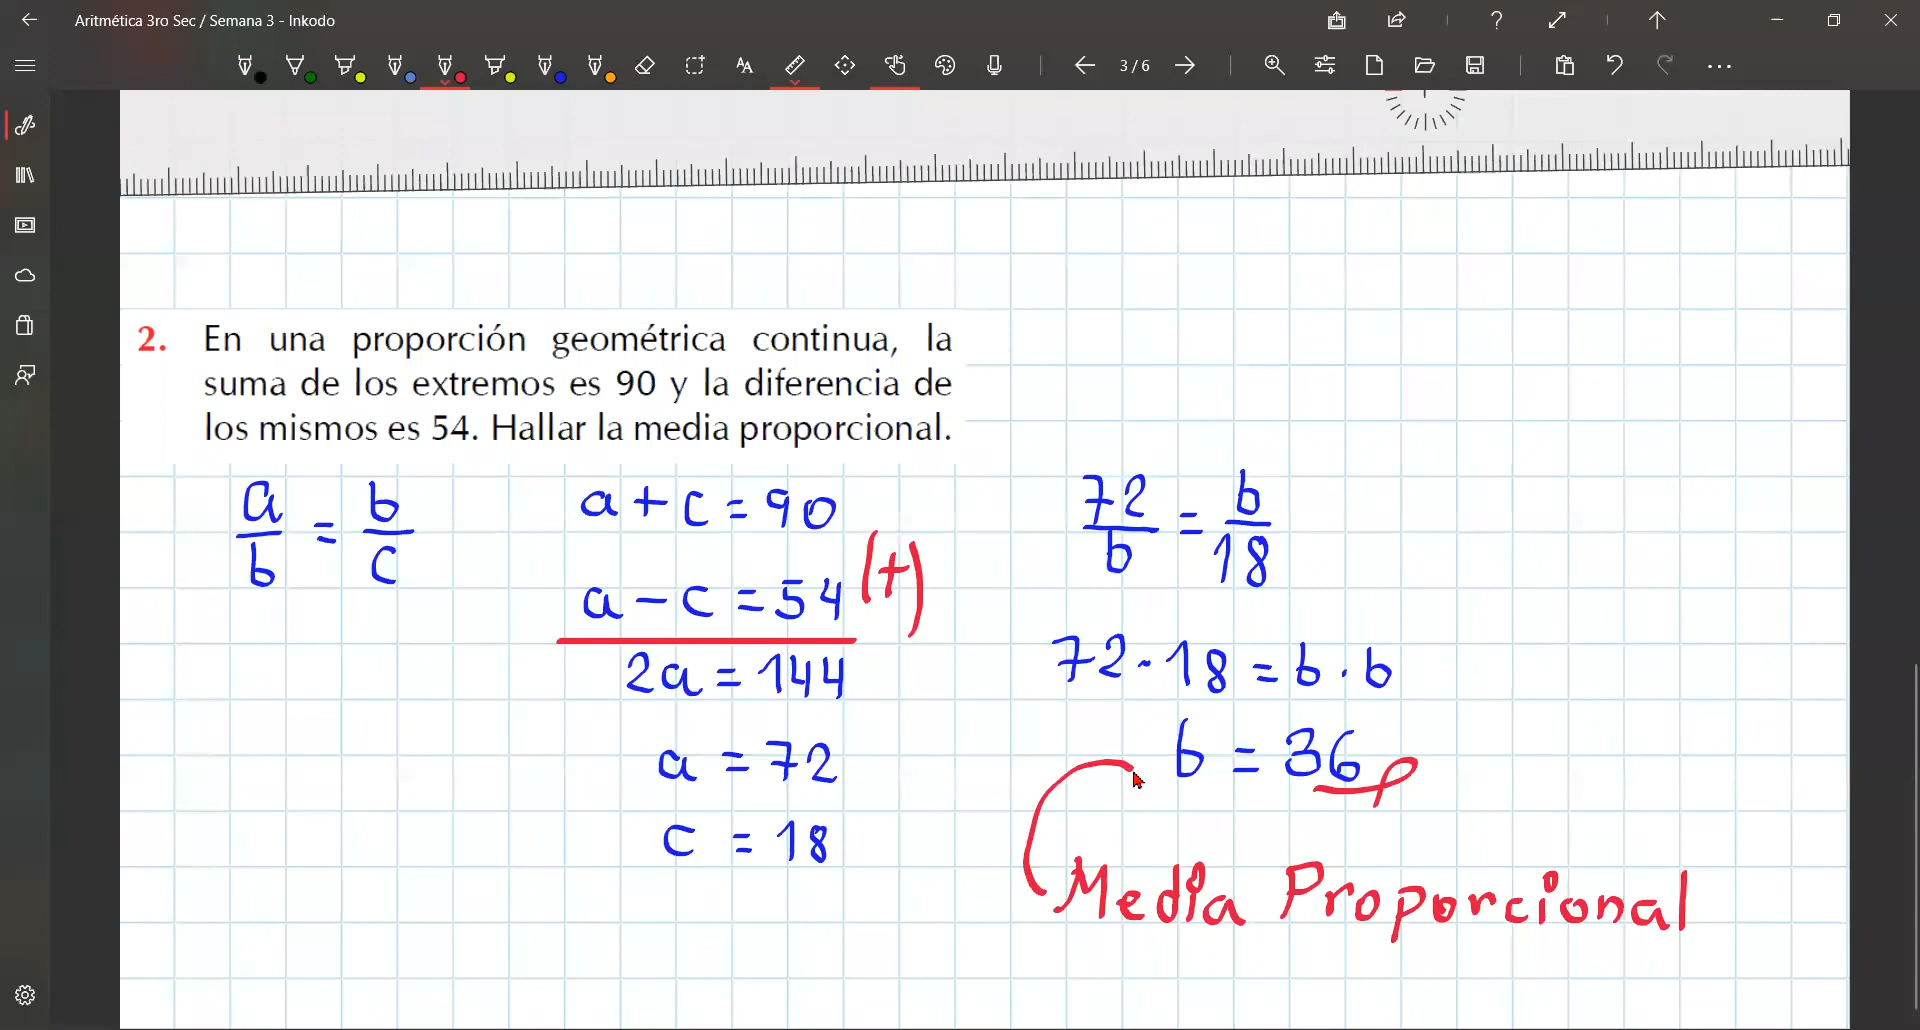 Aritmética 3ro Sec / Semana 3 - Inkodo
3 / 6
2. En una proporción geométrica continua, la
suma de los extremos es 90 y la diferencia de
los mismos es 54. Hallar la media proporcional.
a/b = b/c
a + c = 90
a - c = 54 (+)
2a = 144
a = 72
c = 18
72/b = b/18
72 · 18 = b · b
b = 36
Media Proporcional